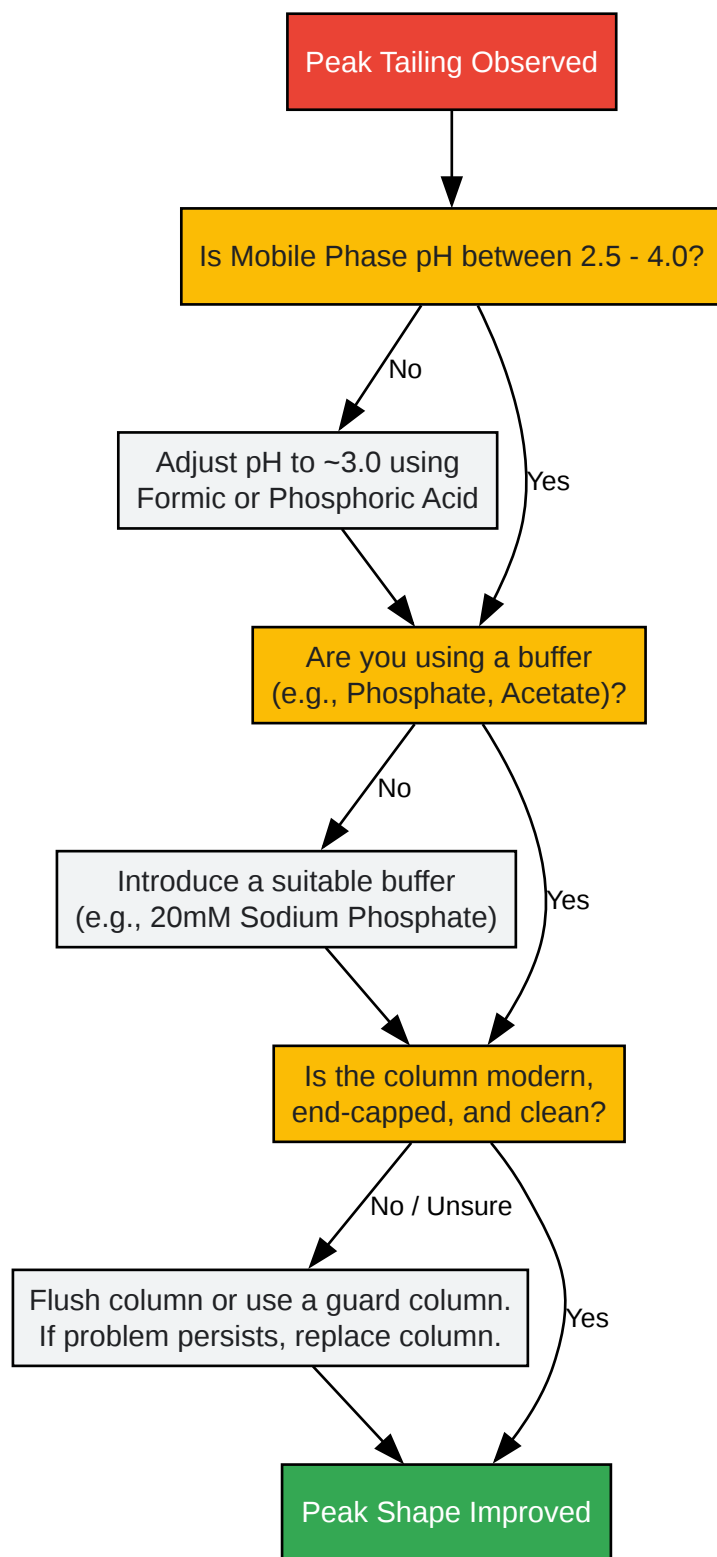 Peak Tailing Observed
Is Mobile Phase pH between 2.5 - 4.0?
No
Adjust pH to ~3.0 using
Formic or Phosphoric Acid
Yes
Are you using a buffer
(e.g., Phosphate, Acetate)?
No
Introduce a suitable buffer
(e.g., 20mM Sodium Phosphate)
Yes
Is the column modern,
end-capped, and clean?
No / Unsure
Flush column or use a guard column.
If problem persists, replace column.
Yes
Peak Shape Improved